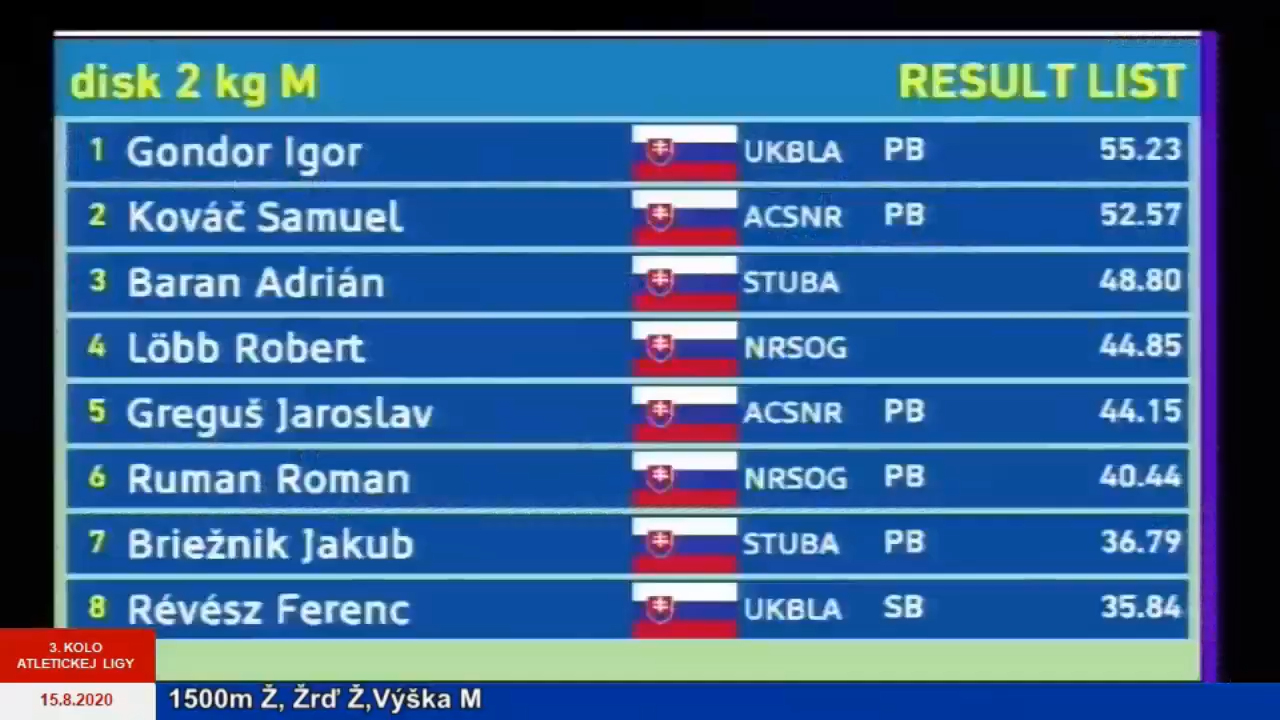 disk 2 kg M RESULT LIST
1 Gondor Igor UKBLA PB 55.23
2 Kováč Samuel ACSNR PB 52.57
3 Baran Adrián STUBA 48.80
4 Löbb Robert NRSOG 44.85
5 Greguš Jaroslav ACSNR PB 44.15
6 Ruman Roman NRSOG PB 40.44
7 Briežnik Jakub STUBA PB 36.79
8 Révész Ferenc UKBLA SB 35.84
3. KOLO
ATLETICKEJ LIGY
15.8.2020 1500m Ž, Žrď Ž,Výška M